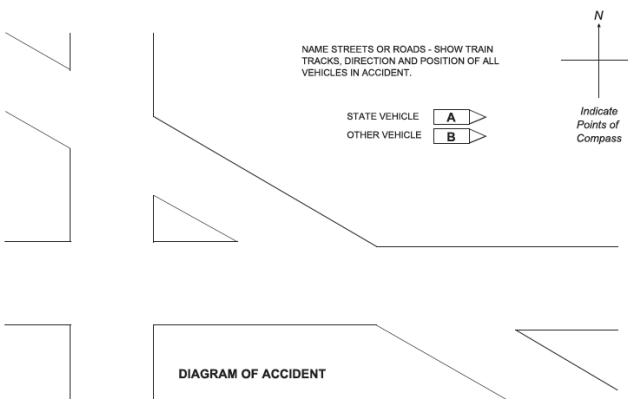 N
NAME STREETS OR ROADS - SHOW TRAIN
TRACKS, DIRECTION AND POSITION OF ALL
VEHICLES IN ACCIDENT.
STATE VEHICLE A
OTHER VEHICLE B
Indicate
Points of
Compass
DIAGRAM OF ACCIDENT